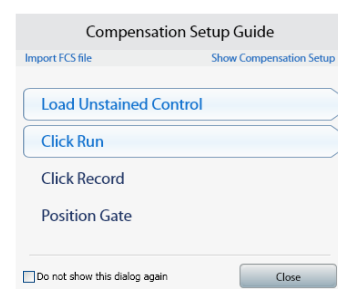 Compensation Setup Guide
Import FCS file Show Compensation Setup
Load Unstained Control
Click Run
Click Record
Position Gate
Do not show this dialog again Close